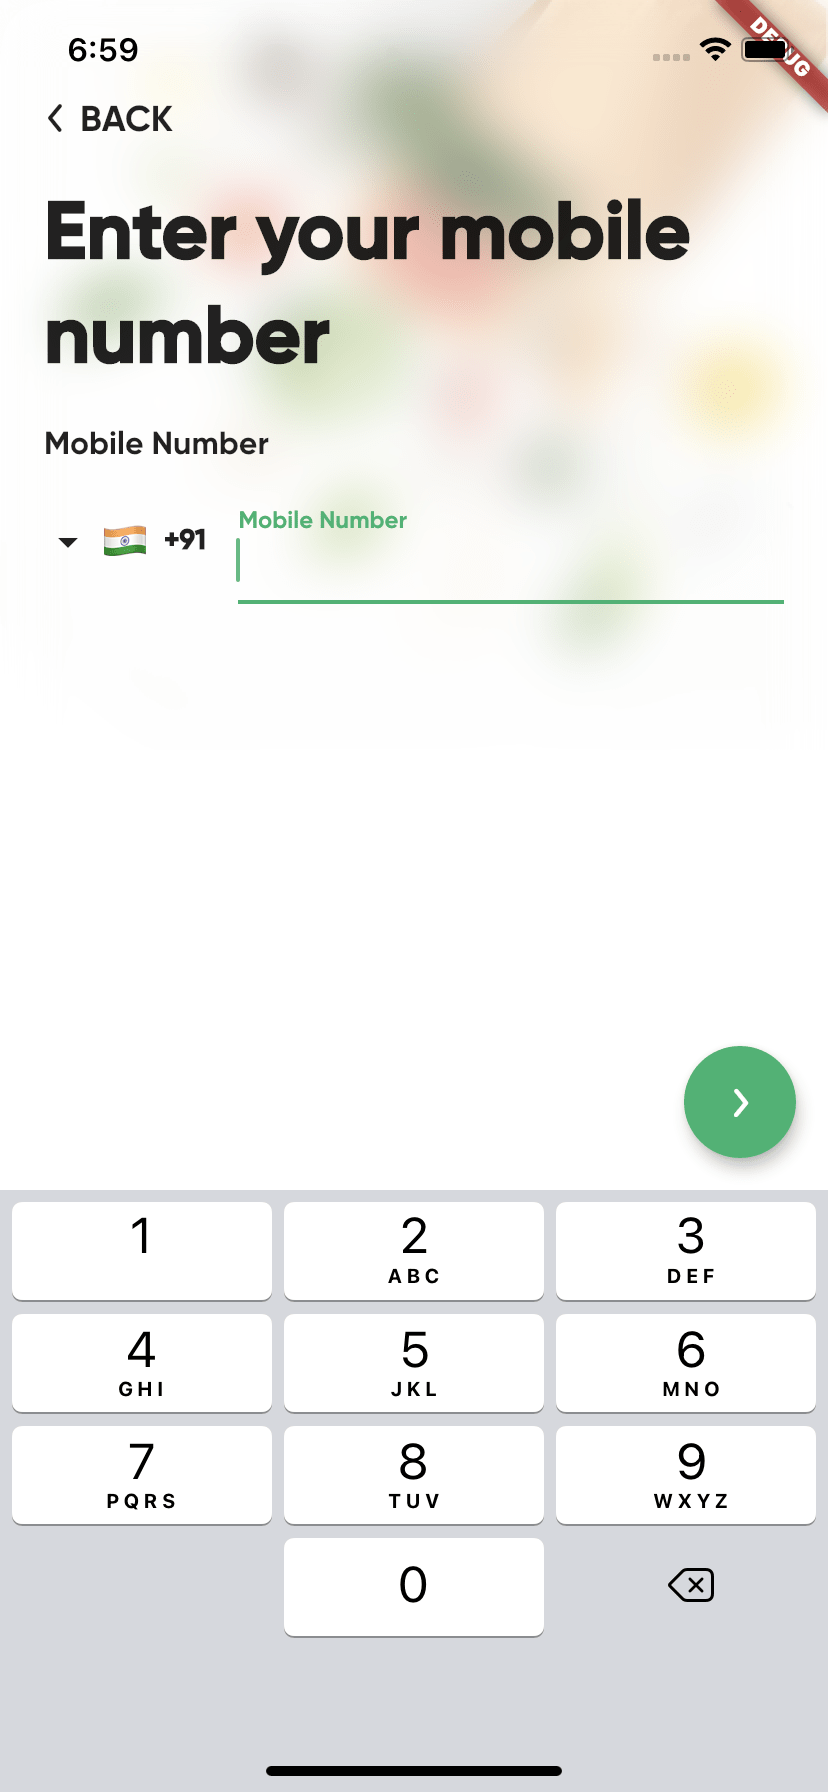 6:59
DEBUG
BACK
Enter your mobile
number
Mobile Number
Mobile Number
+91
1
2
ABC
3
DEF
4
GHI
5
JKL
6
MNO
7
PQRS
8
TUV
9
WXYZ
0